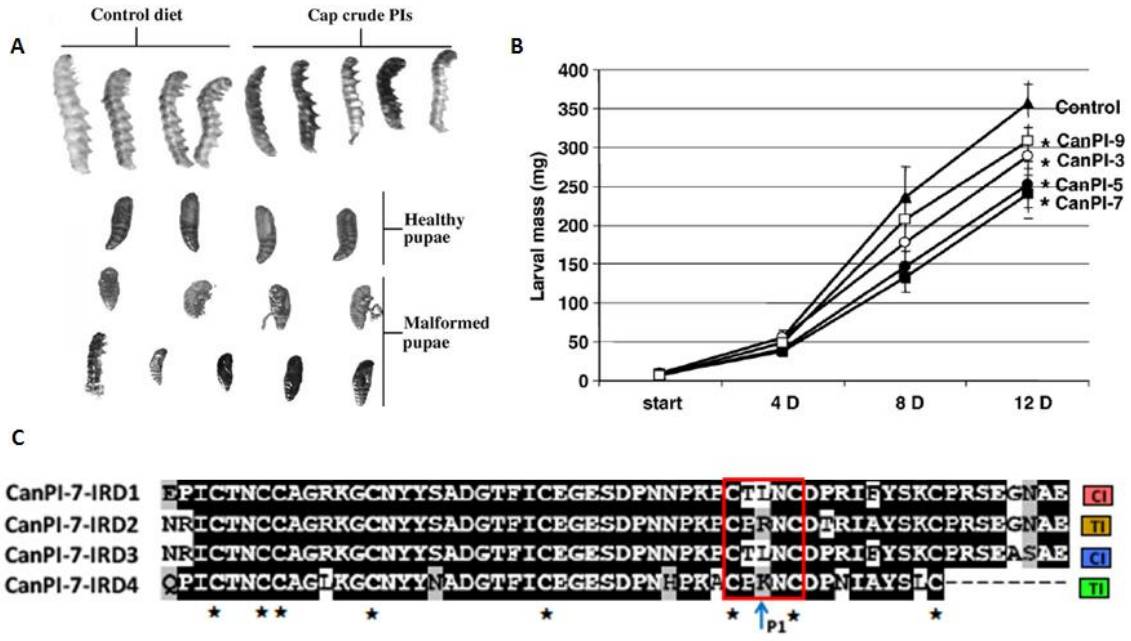 A
Control diet
Cap crude PIs
Healthy
pupae
Malformed
pupae
B
Larval mass (mg)
400
350
300
250
200
150
100
50
0
start 4 D 8 D 12 D
Control
* CanPI-9
* CanPI-3
* CanPI-5
* CanPI-7
C
CanPI-7-IRD1 EPICTNCCAGRKGCNYYSADGTFICEGESDPNNPKPCTLNCDPRIFYSKCPRSEGNAE CI
CanPI-7-IRD2 NRICTNCCAGRKGCNYYSADGTFICEGESDPNNPKPCPRNCDTRIAYSKCPRSEGNAE TI
CanPI-7-IRD3 NRICTNCCAGRKGCNYYSADGTFICEGESDPNNPKPCTLNCDPRIFYSKCPRSEASAE CI
CanPI-7-IRD4 QPICTNCCAGLKGCNYYNADGTFICEGESDPNHPKACPKNCDPNIAYSLC-------- TI
★ ★ ★ ★ ★ ★ ★ ★
P1